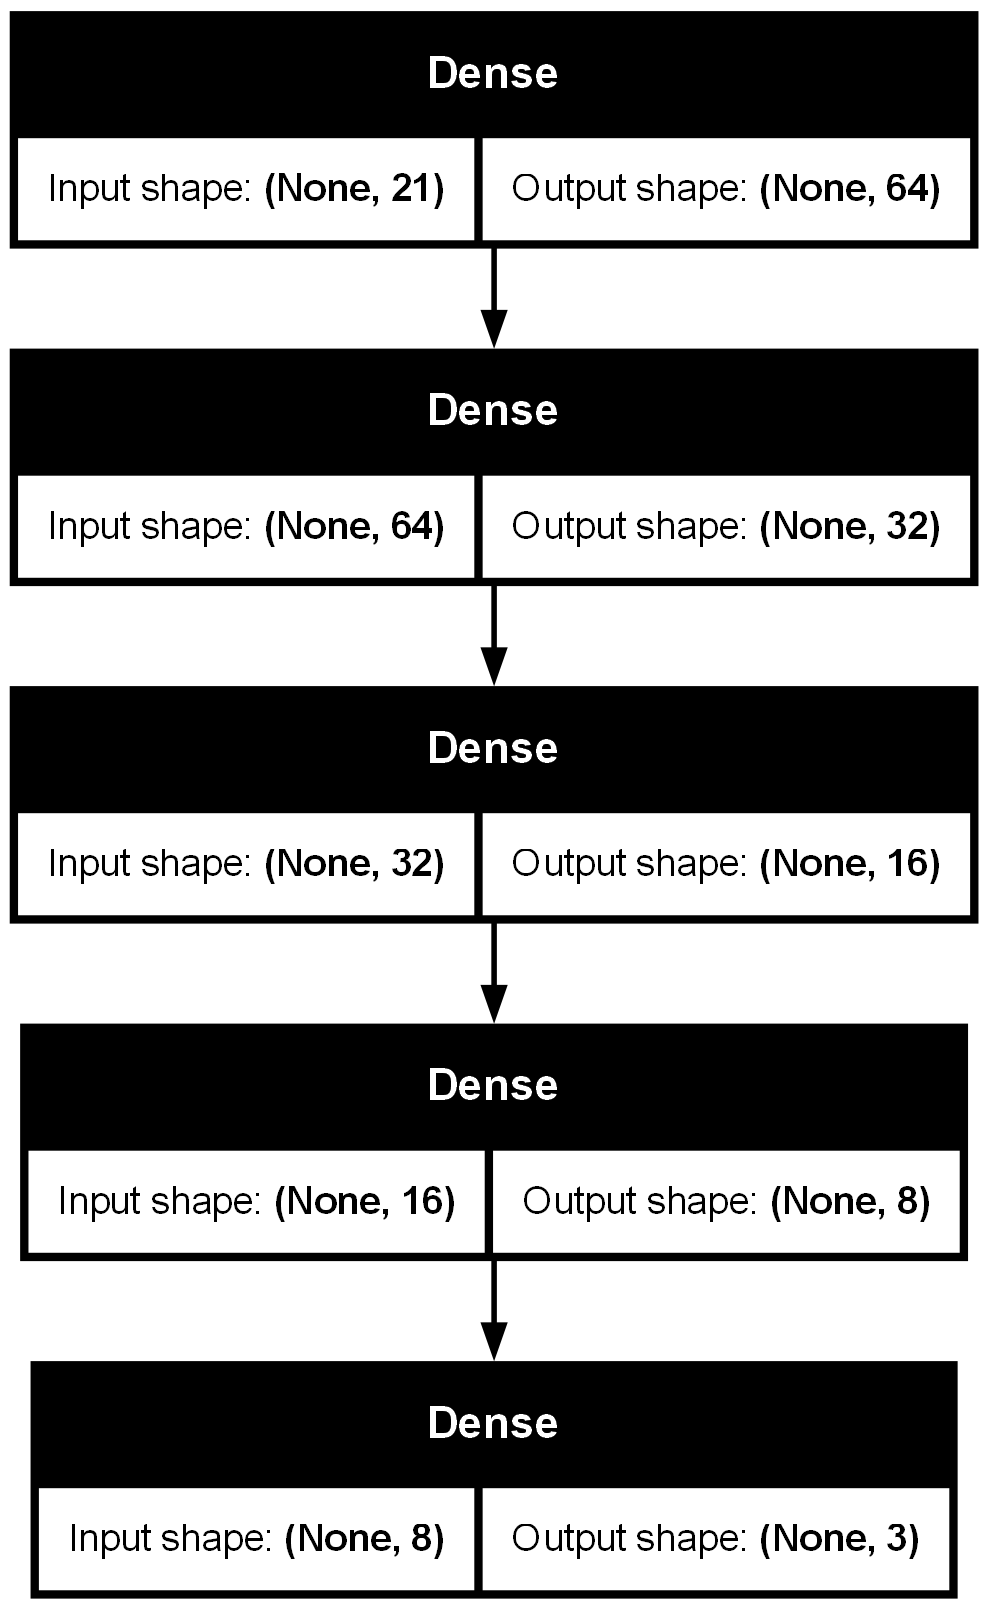 Dense
Input shape: (None, 21) Output shape: (None, 64)
Dense
Input shape: (None, 64) Output shape: (None, 32)
Dense
Input shape: (None, 32) Output shape: (None, 16)
Dense
Input shape: (None, 16) Output shape: (None, 8)
Dense
Input shape: (None, 8) Output shape: (None, 3)